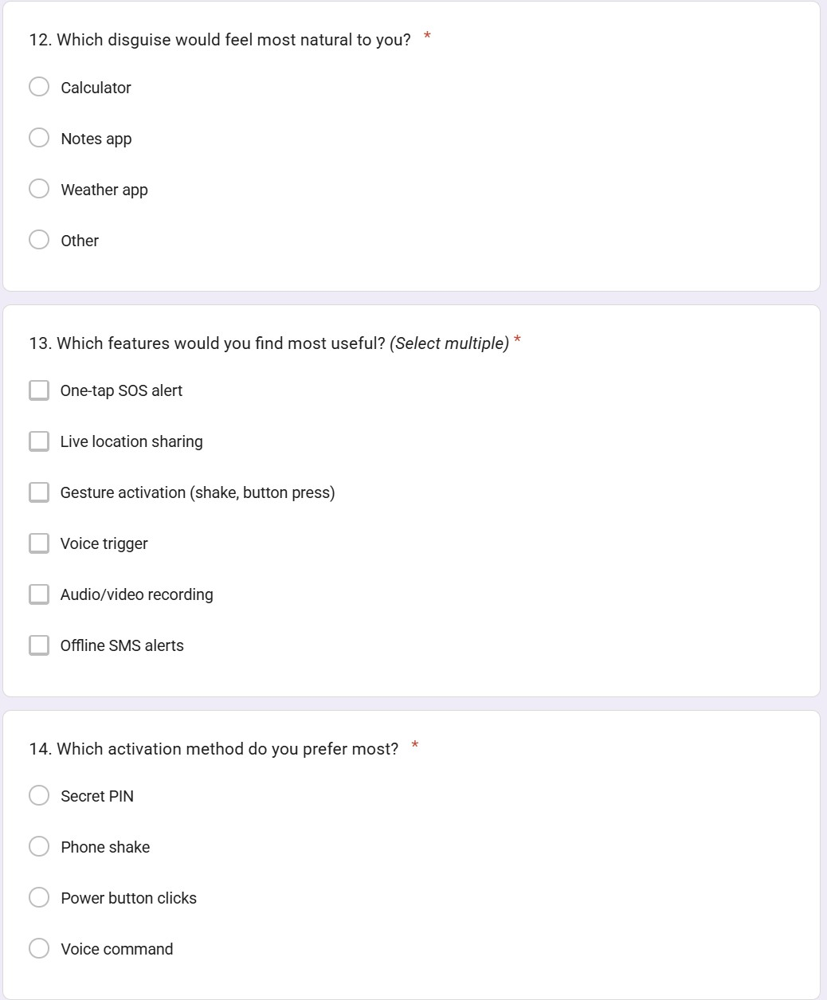 12. Which disguise would feel most natural to you? *
Calculator
Notes app
Weather app
Other
13. Which features would you find most useful? (Select multiple) *
One-tap SOS alert
Live location sharing
Gesture activation (shake, button press)
Voice trigger
Audio/video recording
Offline SMS alerts
14. Which activation method do you prefer most? *
Secret PIN
Phone shake
Power button clicks
Voice command